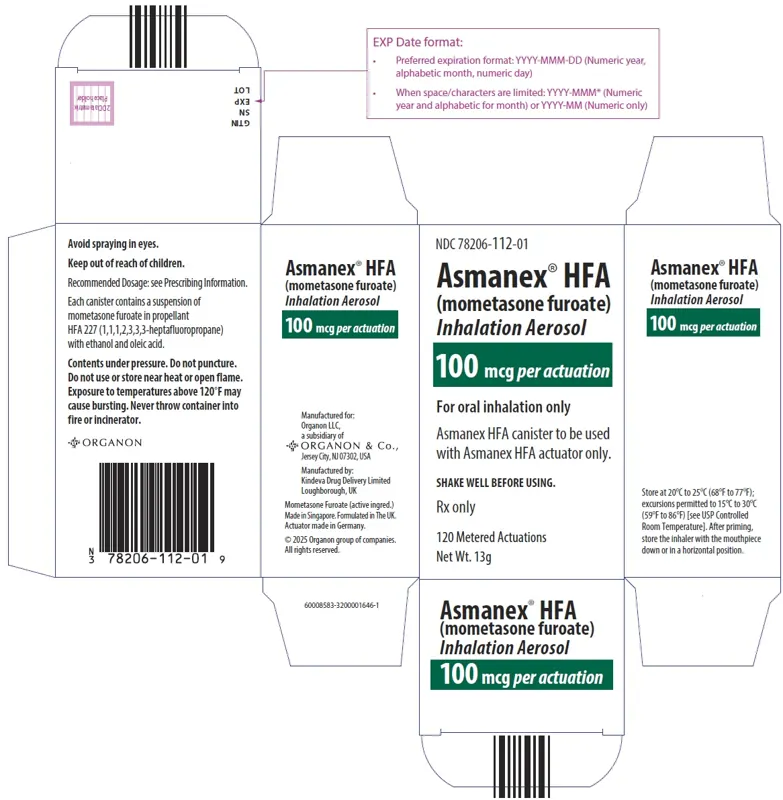 EXP Date format:
• Preferred expiration format: YYYY-MMM-DD (Numeric year,
alphabetic month, numeric day)
• When space/characters are limited: YYYY-MMM* (Numeric
year and alphabetic for month) or YYYY-MM (Numeric only)
GTIN
SN
EXP
LOT
2D Data matrix
Placeholder
Avoid spraying in eyes.
Keep out of reach of children.
Recommended Dosage: see Prescribing Information.
Each canister contains a suspension of
mometasone furoate in propellant
HFA 227 (1,1,1,2,3,3,3-heptafluoropropane)
with ethanol and oleic acid.
Contents under pressure. Do not puncture.
Do not use or store near heat or open flame.
Exposure to temperatures above 120°F may
cause bursting. Never throw container into
fire or incinerator.
ORGANON
N
3 78206-112-01 9
Asmanex® HFA
(mometasone furoate)
Inhalation Aerosol
100 mcg per actuation
Manufactured for:
Organon LLC,
a subsidiary of
ORGANON & Co.,
Jersey City, NJ 07302, USA
Manufactured by:
Kindeva Drug Delivery Limited
Loughborough, UK
Mometasone Furoate (active ingred.)
Made in Singapore. Formulated in The UK.
Actuator made in Germany.
© 2025 Organon group of companies.
All rights reserved.
60008583-3200001646-1
NDC 78206-112-01
Asmanex® HFA
(mometasone furoate)
Inhalation Aerosol
100 mcg per actuation
For oral inhalation only
Asmanex HFA canister to be used
with Asmanex HFA actuator only.
SHAKE WELL BEFORE USING.
Rx only
120 Metered Actuations
Net Wt. 13g
Asmanex® HFA
(mometasone furoate)
Inhalation Aerosol
100 mcg per actuation
Asmanex® HFA
(mometasone furoate)
Inhalation Aerosol
100 mcg per actuation
Store at 20°C to 25°C (68°F to 77°F);
excursions permitted to 15°C to 30°C
(59°F to 86°F) [see USP Controlled
Room Temperature]. After priming,
store the inhaler with the mouthpiece
down or in a horizontal position.